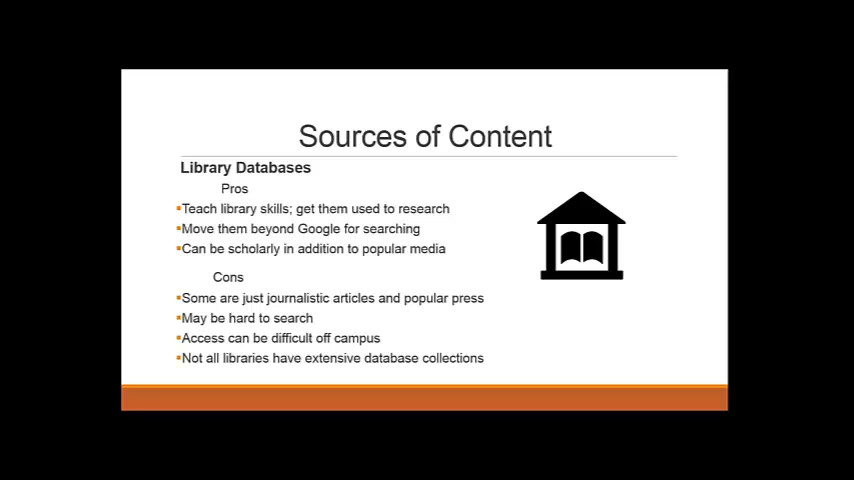 Sources of Content
Library Databases
Pros
▪Teach library skills; get them used to research
▪Move them beyond Google for searching
▪Can be scholarly in addition to popular media
Cons
▪Some are just journalistic articles and popular press
▪May be hard to search
▪Access can be difficult off campus
▪Not all libraries have extensive database collections